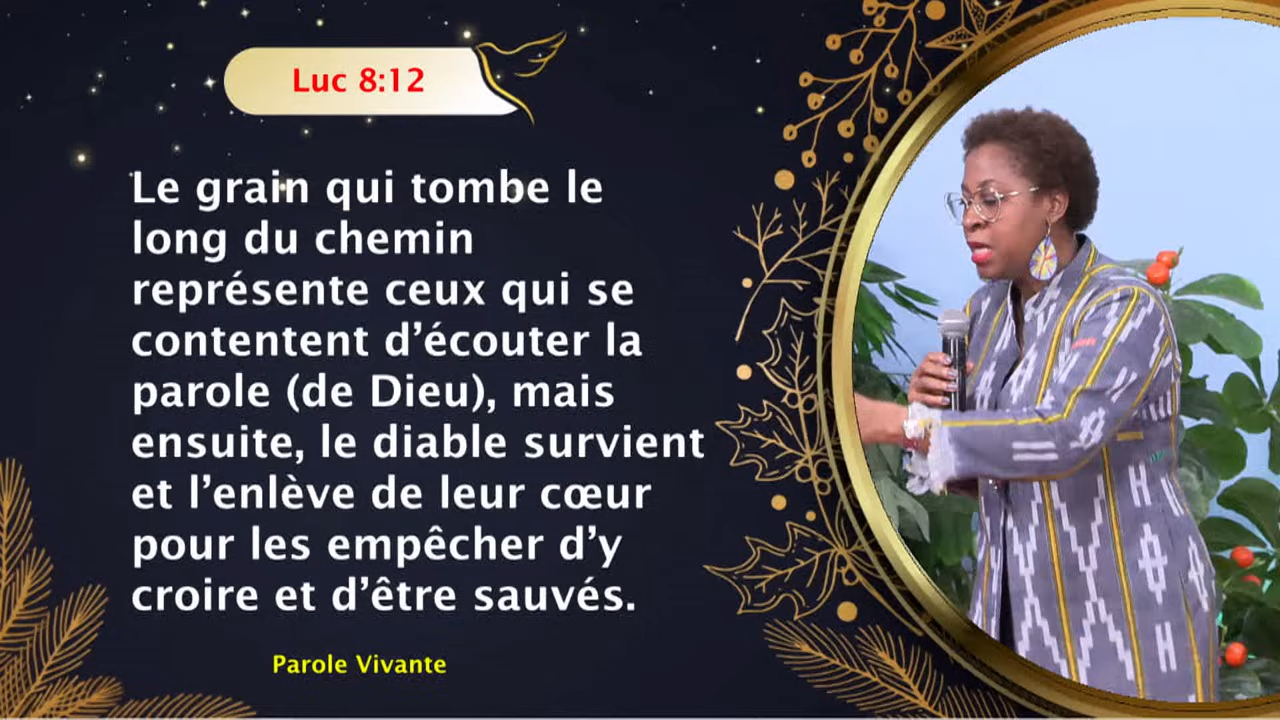 Luc 8:12
Le grain qui tombe le
long du chemin
représente ceux qui se
contentent d’écouter la
parole (de Dieu), mais
ensuite, le diable survient
et l’enlève de leur cœur
pour les empêcher d’y
croire et d’être sauvés.
Parole Vivante